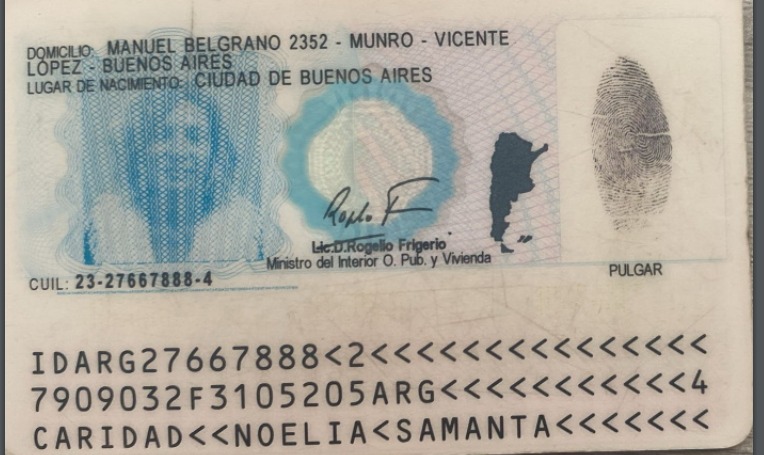 DOMICILIO: MANUEL BELGRANO 2352 - MUNRO - VICENTE
LÓPEZ - BUENOS AIRES
LUGAR DE NACIMIENTO: CIUDAD DE BUENOS AIRES
Lic.D.Rogelio Frigerio
Ministro del Interior O. Pub. y Vivienda
CUIL: 23-27667888-4
PULGAR
IDARG27667888<2<<<<<<<<<<<<<<<
7909032F3105205ARG<<<<<<<<<<<4
CARIDAD<<NOELIA<SAMANTA<<<<<<<